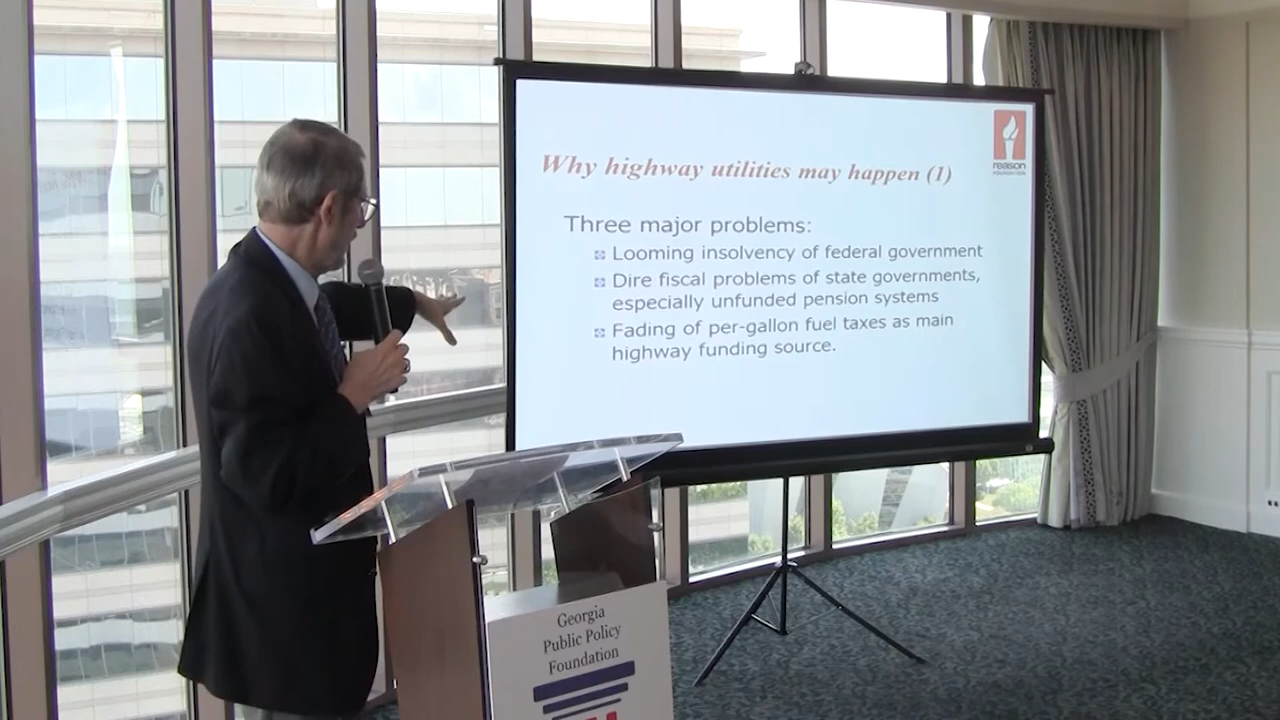 reason
FOUNDATION
Why highway utilities may happen (1)
Three major problems:
Looming insolvency of federal government
Dire fiscal problems of state governments,
especially unfunded pension systems
Fading of per-gallon fuel taxes as main
highway funding source.
Georgia
Public Policy
Foundation